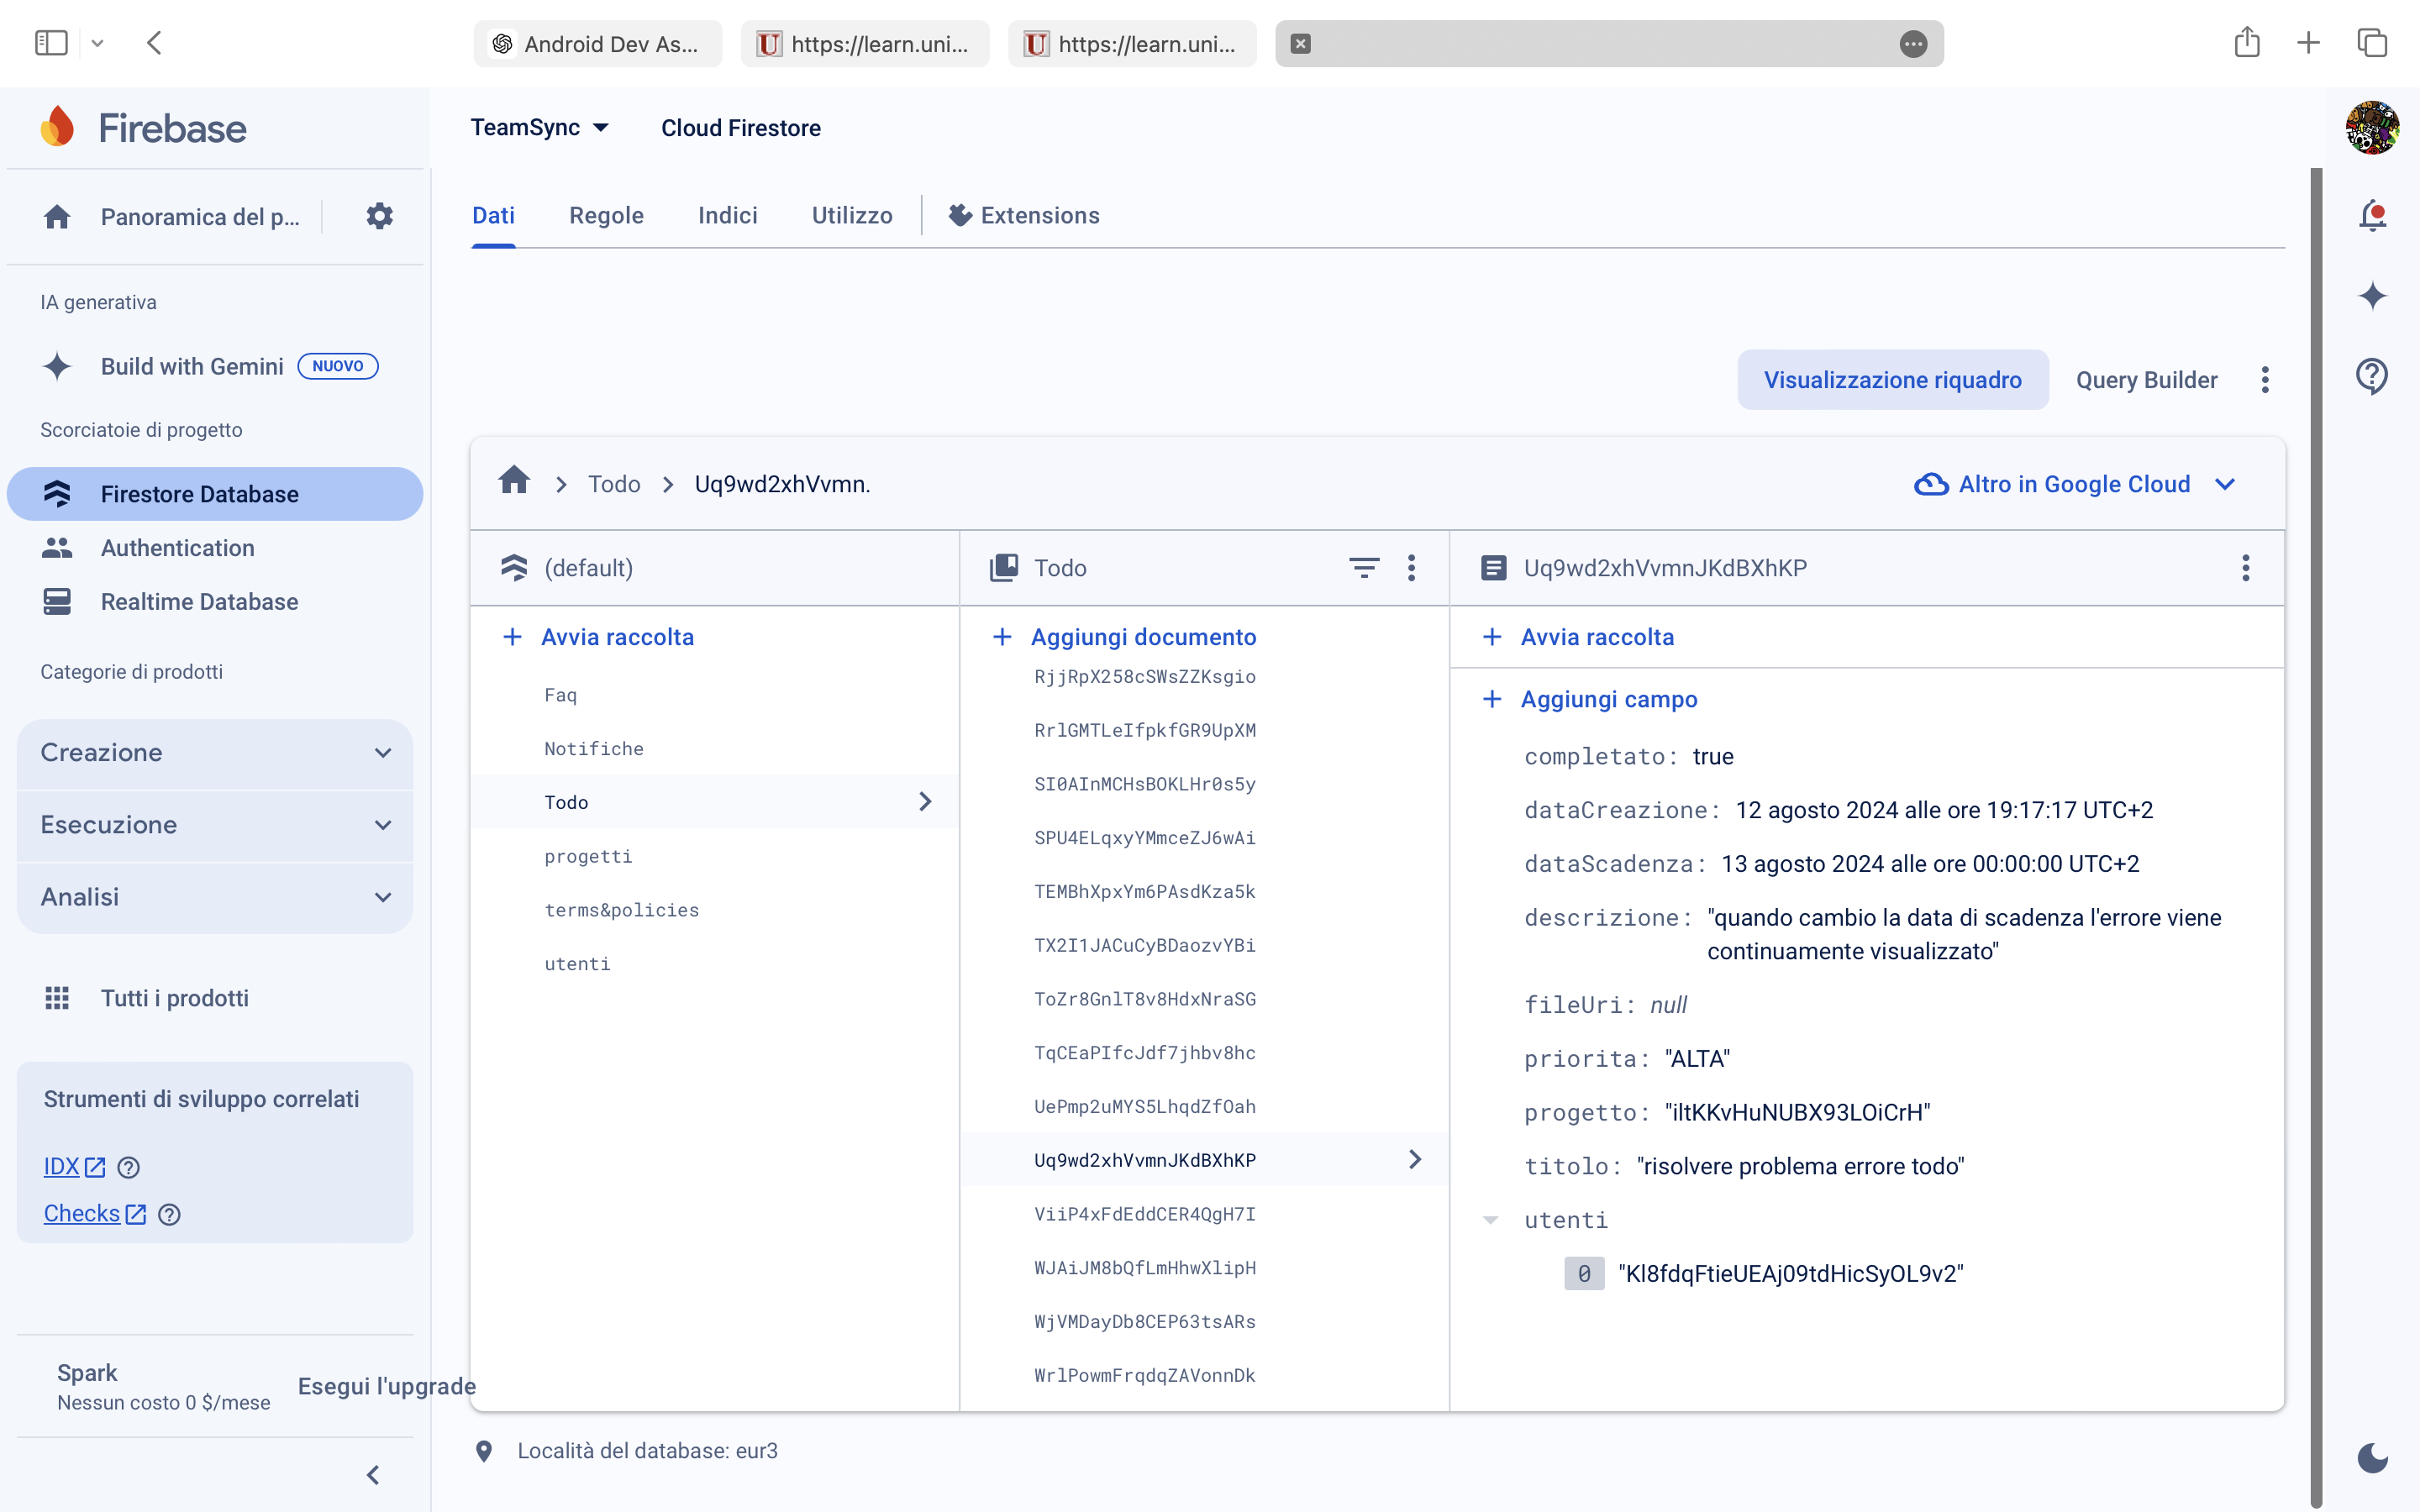 Android Dev As...
https://learn.uni...
https://learn.uni...
Firebase
TeamSync
Cloud Firestore
Panoramica del p...
Dati
Regole
Indici
Utilizzo
Extensions
IA generativa
Build with Gemini
NUOVO
Visualizzazione riquadro
Query Builder
Scorciatoie di progetto
Firestore Database
Authentication
Realtime Database
Categorie di prodotti
Creazione
Esecuzione
Analisi
Tutti i prodotti
Strumenti di sviluppo correlati
IDX
Checks
Spark
Nessun costo 0 $/mese
Esegui l'upgrade
Todo
Uq9wd2xhVvmn.
Altro in Google Cloud
(default)
Avvia raccolta
Faq
Notifiche
Todo
progetti
terms&policies
utenti
Todo
Aggiungi documento
RjjRpX258cSWsZZKsgio
RrlGMTLeIfpkfGR9UpXM
SI0AInMCHsBOKLHr0s5y
SPU4ELqxyYMmceZJ6wAi
TEMBhXpxYm6PAsdKza5k
TX2I1JACuCyBDaozvYBi
ToZr8GnlT8v8HdxNraSG
TqCEaPIfcJdf7jhbv8hc
UePmp2uMYS5LhqdZfOah
Uq9wd2xhVvmnJKdBXhKP
ViiP4xFdEddCER4QgH7I
WJAiJM8bQfLmHhwXlipH
WjVMDayDb8CEP63tsARs
WrlPowmFrqdqZAVonnDk
Uq9wd2xhVvmnJKdBXhKP
Avvia raccolta
Aggiungi campo
completato: true
dataCreazione: 12 agosto 2024 alle ore 19:17:17 UTC+2
dataScadenza: 13 agosto 2024 alle ore 00:00:00 UTC+2
descrizione: "quando cambio la data di scadenza l'errore viene
continuamente visualizzato"
fileUri: null
priorita: "ALTA"
progetto: "iltKKvHuNUBX93LOiCrH"
titolo: "risolvere problema errore todo"
utenti
0 "Kl8fdqFtieUEAj09tdHicSyOL9v2"
Località del database: eur3